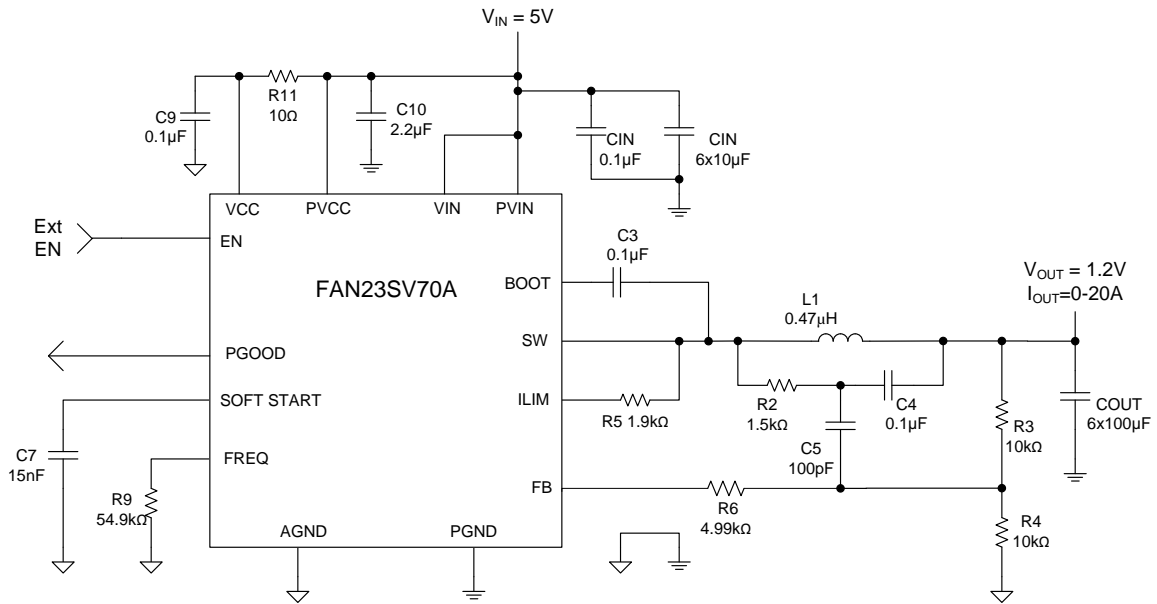 V_IN = 5V
R11
10Ω
C9
0.1µF
C10
2.2µF
CIN
0.1µF
CIN
6x10µF
VCC
PVCC
VIN
PVIN
Ext
EN
EN
FAN23SV70A
BOOT
C3
0.1µF
V_OUT = 1.2V
I_OUT=0-20A
L1
0.47µH
SW
PGOOD
SOFT START
ILIM
R5 1.9kΩ
R2
1.5kΩ
C4
0.1µF
COUT
6x100µF
R3
10kΩ
C5
100pF
C7
15nF
FREQ
R9
54.9kΩ
FB
R6
4.99kΩ
R4
10kΩ
AGND
PGND